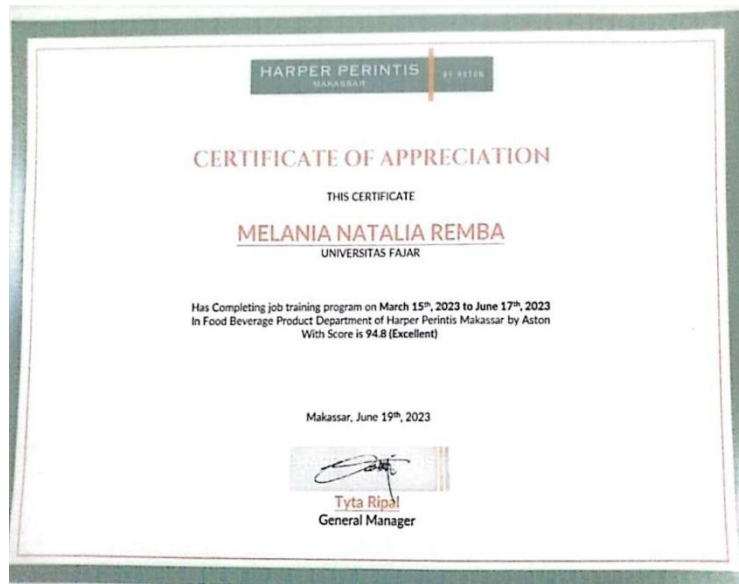 HARPER PERINTIS
MAKASSAR
BY ASTON
CERTIFICATE OF APPRECIATION
THIS CERTIFICATE
MELANIA NATALIA REMBA
UNIVERSITAS FAJAR
Has Completing job training program on March 15th, 2023 to June 17th, 2023
In Food Beverage Product Department of Harper Perintis Makassar by Aston
With Score is 94.8 (Excellent)
Makassar, June 19th, 2023
Tyta Ripal
General Manager